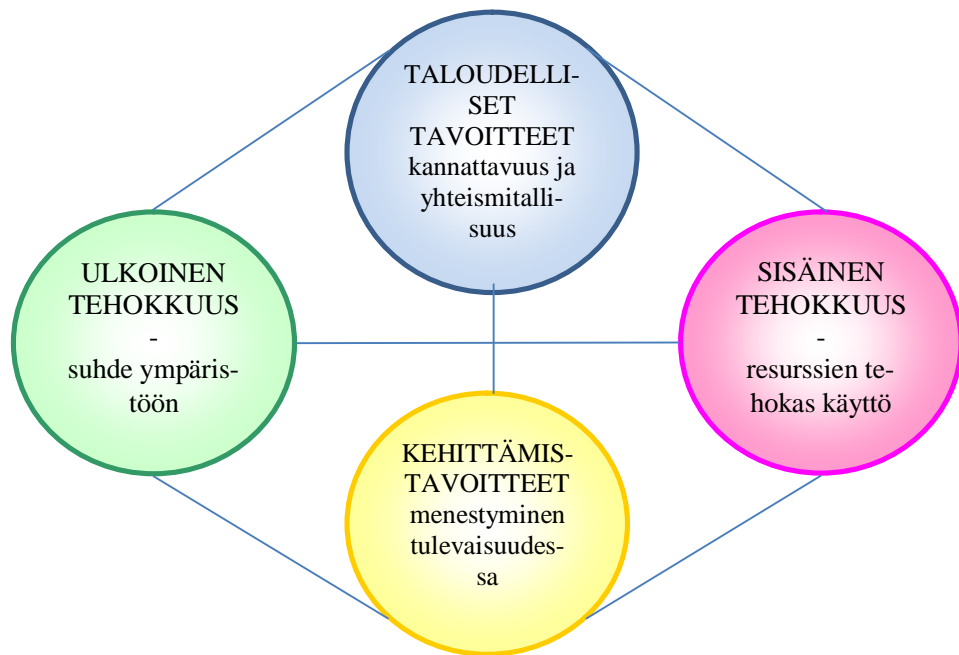 TALOUDELLI-
SET
TAVOITTEET
kannattavuus ja
yhteismitalli-
suus
ULKOINEN
TEHOKKUUS
-
suhde ympäris-
töön
SISÄINEN
TEHOKKUUS
-
resurssien te-
hokas käyttö
KEHITTÄMIS-
TAVOITTEET
menestyminen
tulevaisuudes-
sa